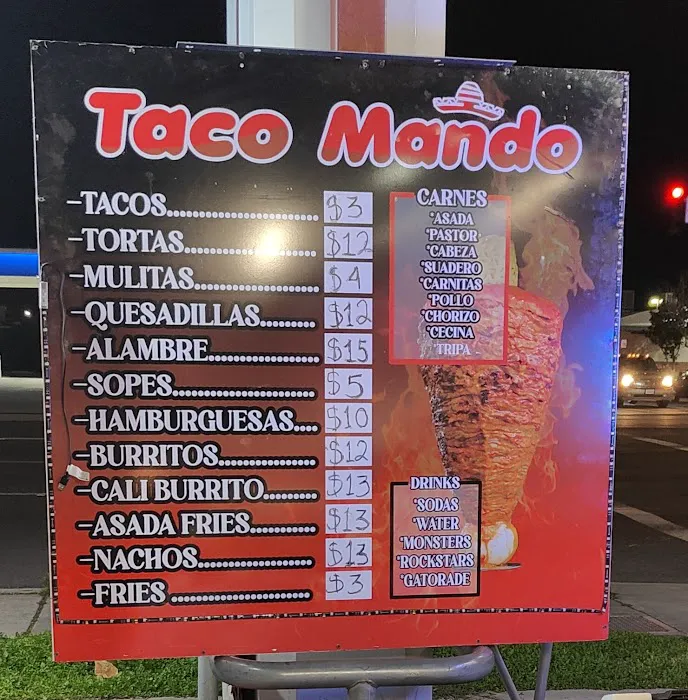 Taco Mando
-TACOS.................... $3
-TORTAS.................. $12
-MULITAS................ $4
-QUESADILLAS........ $12
-ALAMBRE............... $15
-SOPES..................... $5
-HAMBURGUESAS... $10
-BURRITOS.............. $12
-CALI BURRITO....... $13
-ASADA FRIES.......... $13
-NACHOS................. $13
-FRIES ...................... $3
CARNES
*ASADA
*PASTOR
*CABEZA
*SUADERO
*CARNITAS
*POLLO
*CHORIZO
*CECINA
*TRIPA
DRINKS
*SODAS
*WATER
*MONSTERS
*ROCKSTARS
*GATORADE